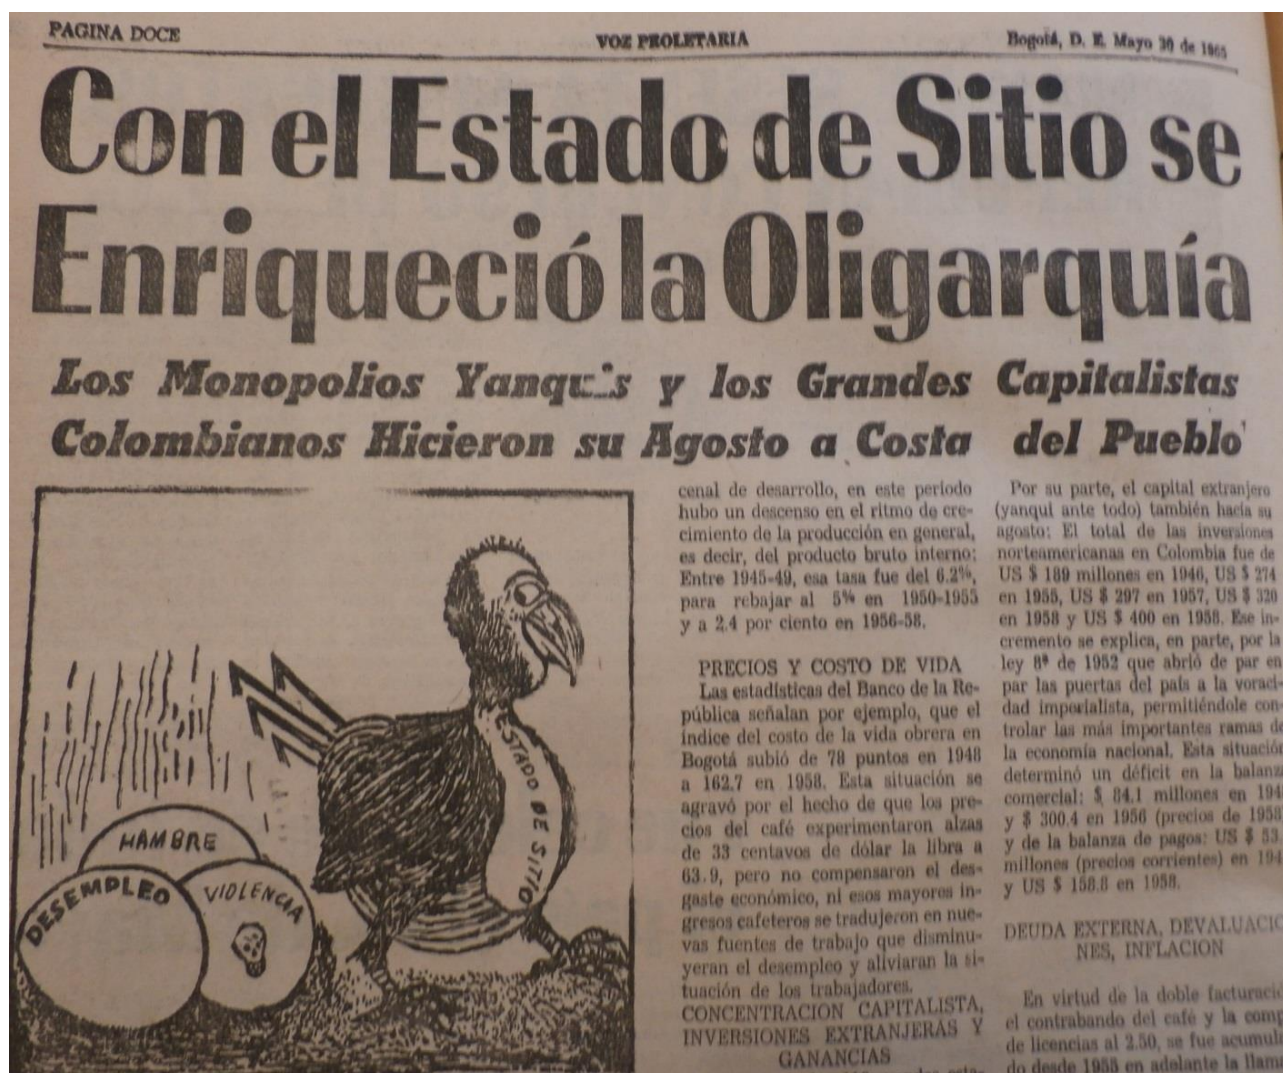 PAGINA DOCE
VOZ PROLETARIA
Bogotá, D. E. Mayo 30 de 1965
Con el Estado de Sitio se
Enriqueció la Oligarquía
Los Monopolios Yanquis y los Grandes Capitalistas
Colombianos Hicieron su Agosto a Costa del Pueblo
HAMBRE
DESEMPLEO
VIOLENCIA
ESTADO DE SITIO
cenal de desarrollo, en este período
hubo un descenso en el ritmo de cre-
cimiento de la producción en general,
es decir, del producto bruto interno:
Entre 1945-49, esa tasa fue del 6.2%,
para rebajar al 5% en 1950-1955
y a 2.4 por ciento en 1956-58.
PRECIOS Y COSTO DE VIDA
Las estadísticas del Banco de la Re-
pública señalan por ejemplo, que el
índice del costo de la vida obrera en
Bogotá subió de 78 puntos en 1948
a 162.7 en 1958. Esta situación se
agravó por el hecho de que los pre-
cios del café experimentaron alzas
de 33 centavos de dólar la libra a
63.9, pero no compensaron el des-
gaste económico, ni esos mayores in-
gresos cafeteros se tradujeron en nue-
vas fuentes de trabajo que disminu-
yeran el desempleo y aliviaran la si-
tuación de los trabajadores.
CONCENTRACION CAPITALISTA,
INVERSIONES EXTRANJERAS Y
GANANCIAS
Por su parte, el capital extranjero
(yanqui ante todo) también hacía su
agosto: El total de las inversiones
norteamericanas en Colombia fue de
US $ 189 millones en 1946, US $ 274
en 1955, US $ 297 en 1957, US $ 320
en 1958 y US $ 400 en 1958. Ese in-
cremento se explica, en parte, por la
ley 8ª de 1952 que abrió de par en
par las puertas del país a la voraci-
dad imperialista, permitiéndole con-
trolar las más importantes ramas de
la economía nacional. Esta situación
determinó un déficit en la balanza
comercial: $ 84.1 millones en 194
y $ 300.4 en 1956 (precios de 1958
y de la balanza de pagos: US $ 53.
millones (precios corrientes) en 194
y US $ 158.8 en 1958.
DEUDA EXTERNA, DEVALUACIO
NES, INFLACION
En virtud de la doble facturació
el contrabando del café y la comp
de licencias al 2.50, se fue acumul
do desde 1955 en adelante la llam